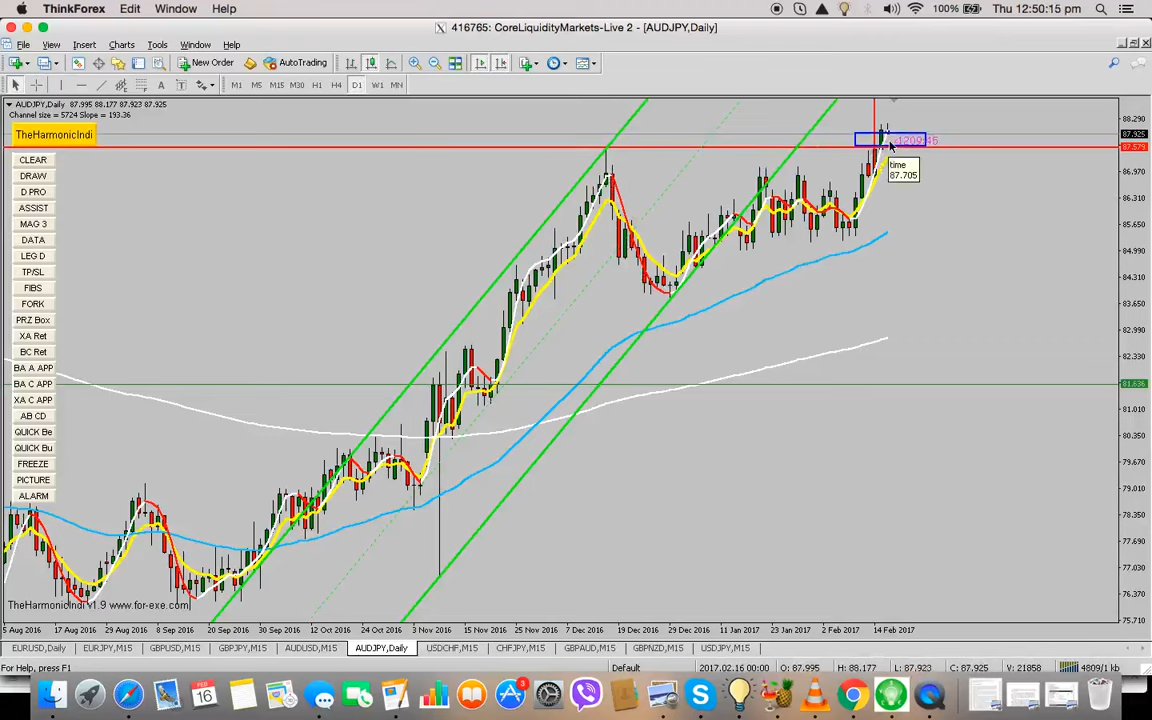 ThinkForex Edit Window Help 100% Thu 12:50:15 pm
416765: CoreLiquidityMarkets-Live 2 - [AUDJPY,Daily]
File View Insert Charts Tools Window Help
New Order AutoTrading
A T M1 M5 M15 M30 H1 H4 D1 W1 MN
AUDJPY,Daily 87.995 88.177 87.923 87.925
Channel size = 5724 Slope = 193.36
TheHarmonicIndi
CLEAR
DRAW
D PRO
ASSIST
MAG 3
DATA
LEG D
TP/SL
FIBS
FORK
PRZ Box
XA Ret
BC Ret
BA A APP
BA C APP
XA C APP
AB CD
QUICK Be
QUICK Bu
FREEZE
PICTURE
ALARM
time
87.705
88.290
87.925
87.579
86.970
86.310
85.650
84.990
84.310
83.650
82.990
82.330
81.636
81.010
80.350
79.670
79.010
78.350
77.690
77.030
76.370
75.710
TheHarmonicIndi v1.9 www.for-exe.com
5 Aug 2016 17 Aug 2016 29 Aug 2016 8 Sep 2016 20 Sep 2016 30 Sep 2016 12 Oct 2016 24 Oct 2016 3 Nov 2016 15 Nov 2016 25 Nov 2016 7 Dec 2016 19 Dec 2016 29 Dec 2016 11 Jan 2017 23 Jan 2017 2 Feb 2017 14 Feb 2017
EURUSD,Daily EURJPY,M15 GBPUSD,M15 GBPJPY,M15 AUDUSD,M15 AUDJPY,Daily USDCHF,M15 CHFJPY,M15 GBPAUD,M15 GBPNZD,M15 USDJPY,M15
For Help, press F1 Default 2017.02.16 00:00 O: 87.995 H: 88.177 L: 87.923 C: 87.925 V: 21858 4809/1 kb
FEB
16